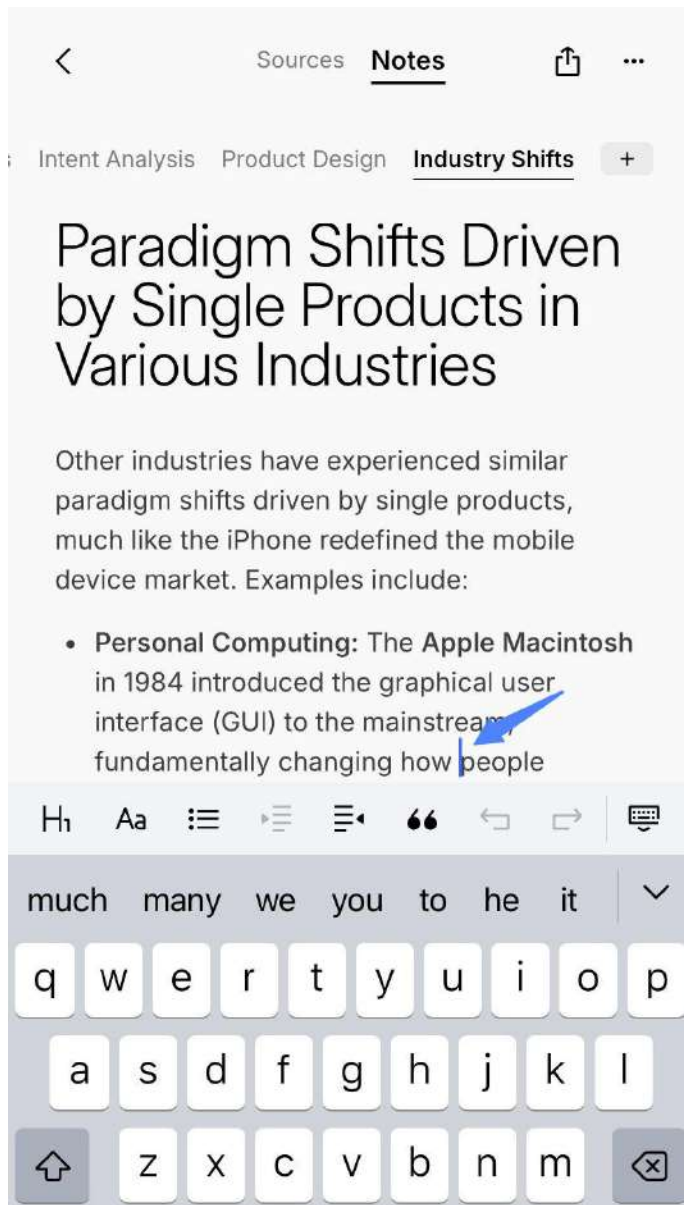 Sources Notes
Intent Analysis Product Design Industry Shifts +
Paradigm Shifts Driven
by Single Products in
Various Industries
Other industries have experienced similar
paradigm shifts driven by single products,
much like the iPhone redefined the mobile
device market. Examples include:
• Personal Computing: The Apple Macintosh
in 1984 introduced the graphical user
interface (GUI) to the mainstream,
fundamentally changing how people
H1 Aa
much many we you to he it
q w e r t y u i o p
a s d f g h j k l
z x c v b n m